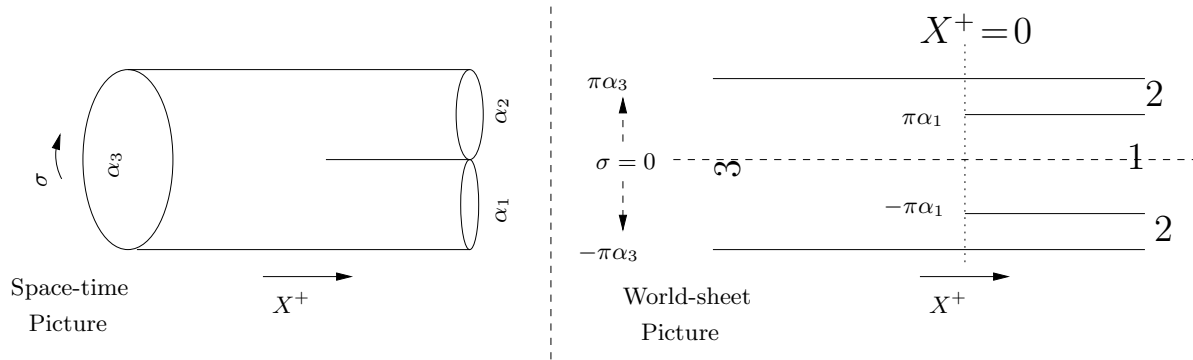 α₃
σ
α₂
α₁
X⁺
Space-time
Picture
X⁺=0
πα₃
πα₁
σ = 0
−πα₁
−πα₃
3
2
1
2
X⁺
World-sheet
Picture